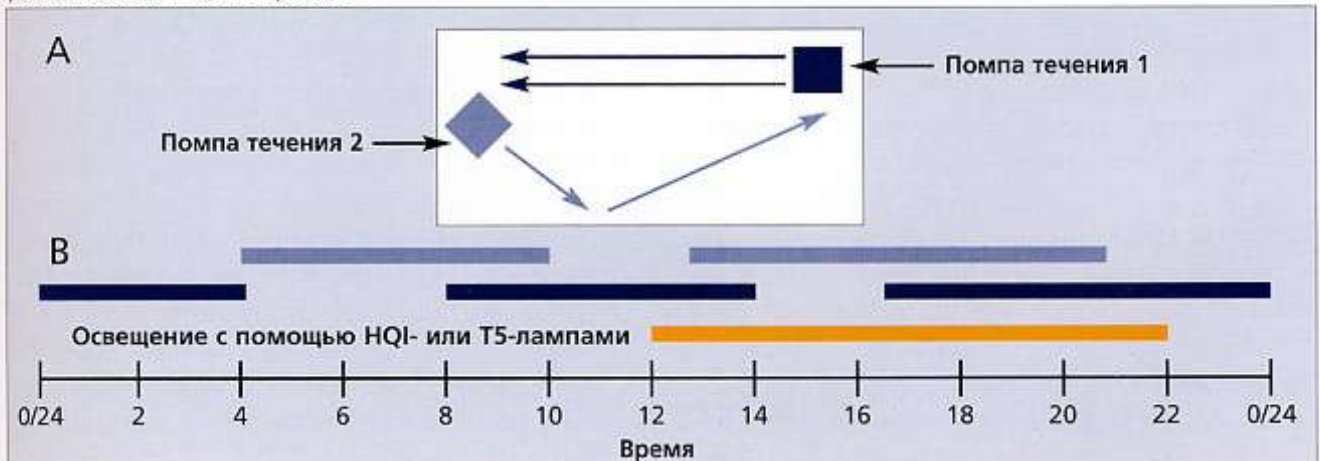 A
Помпа течения 1
Помпа течения 2
B
Освещение с помощью HQI- или T5-лампами
0/24 2 4 6 8 10 12 14 16 18 20 22 0/24
Время